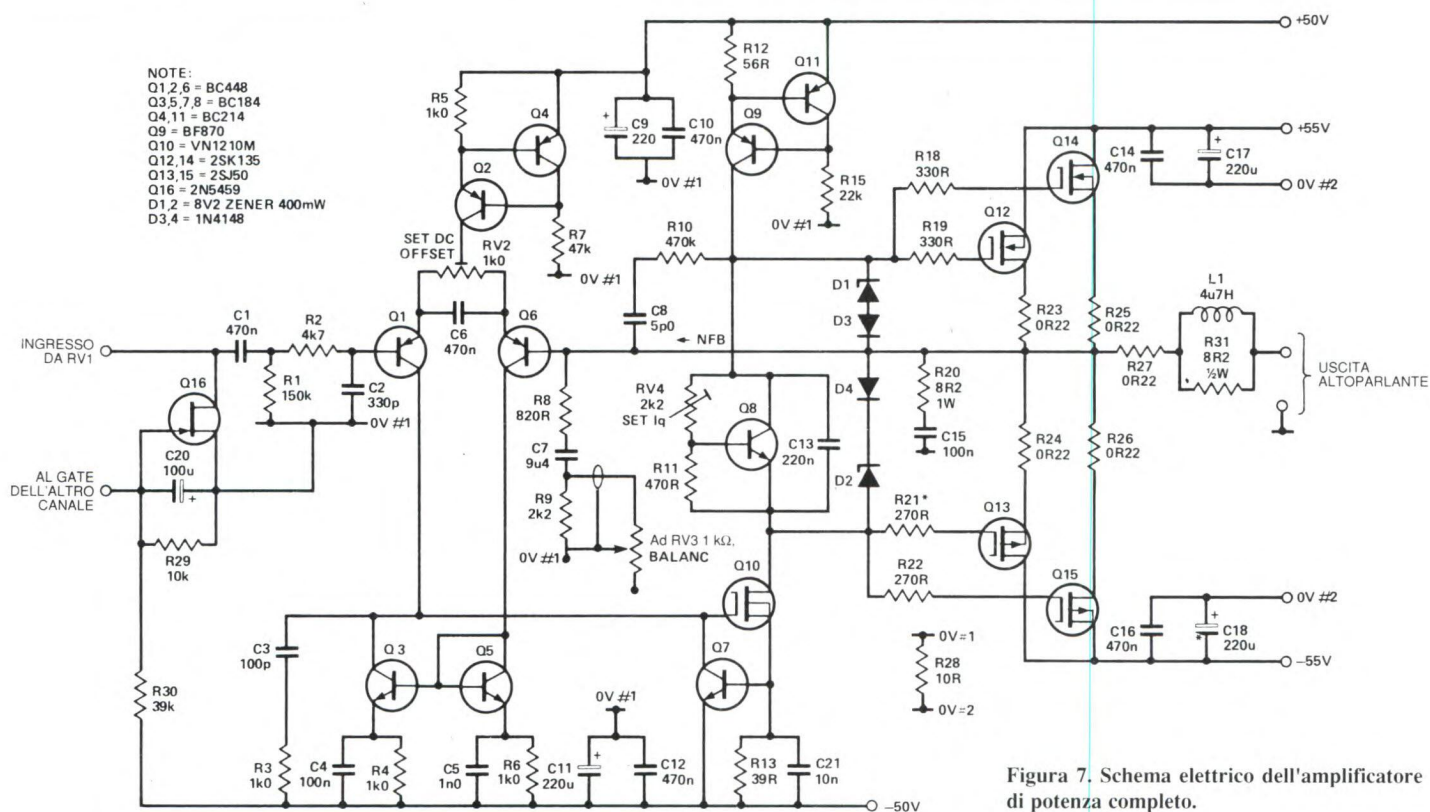 NOTE:
Q1,2,6 = BC448
Q3,5,7,8 = BC184
Q4,11 = BC214
Q9 = BF870
Q10 = VN1210M
Q12,14 = 2SK135
Q13,15 = 2SJ50
Q16 = 2N5459
D1,2 = 8V2 ZENER 400mW
D3,4 = 1N4148
R5
1k0
Q4
Q2
SET DC
OFFSET
RV2
1k0
R7
47k
0V #1
+
C9
220
C10
470n
0V #1
R12
56R
Q11
Q9
R15
22k
0V #1
+50V
+55V
Q14
C14
470n
+
C17
220u
0V #2
R18
330R
R19
330R
Q12
R10
470k
C8
5p0
NFB
D1
D3
D4
D2
R23
0R22
R25
0R22
L1
4u7H
R31
8R2
½W
R27
0R22
USCITA
ALTOPARLANTE
INGRESSO
DA RV1
C1
470n
R2
4k7
Q1
C6
470n
Q6
R1
150k
C2
330p
0V #1
Q16
C20
100u
+
AL GATE
DELL'ALTRO
CANALE
R29
10k
R30
39k
R8
820R
C7
9u4
R9
2k2
0V #1
Ad RV3 1 kΩ,
BALANC
RV4
2k2
SET Iq
Q8
R11
470R
C13
220n
R20
8R2
1W
C15
100n
R24
0R22
R26
0R22
R21*
270R
Q13
R22
270R
Q15
Q10
0V=1
R28
10R
0V=2
C16
470n
+
*
C18
220u
0V #2
−55V
C3
100p
Q3
Q5
Q7
R3
1k0
C4
100n
R4
1k0
C5
1n0
R6
1k0
0V #1
C11
220u
+
C12
470n
R13
39R
C21
10n
−50V
Figura 7. Schema elettrico dell'amplificatore
di potenza completo.